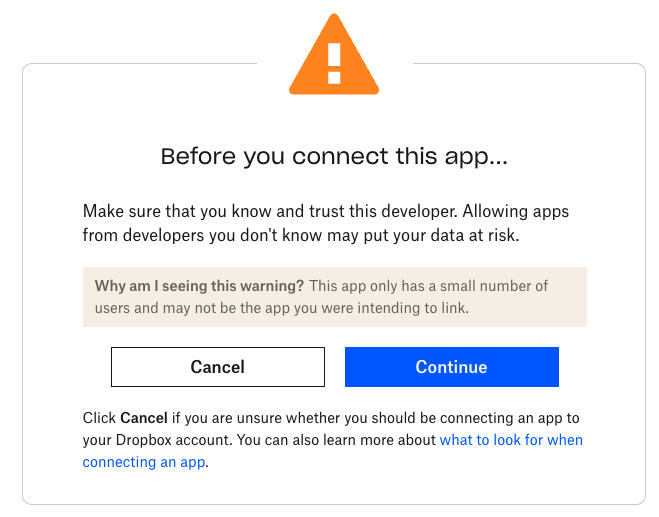 Before you connect this app...
Make sure that you know and trust this developer. Allowing apps
from developers you don't know may put your data at risk.
Why am I seeing this warning? This app only has a small number of
users and may not be the app you were intending to link.
Cancel
Continue
Click Cancel if you are unsure whether you should be connecting an app to
your Dropbox account. You can also learn more about what to look for when
connecting an app.